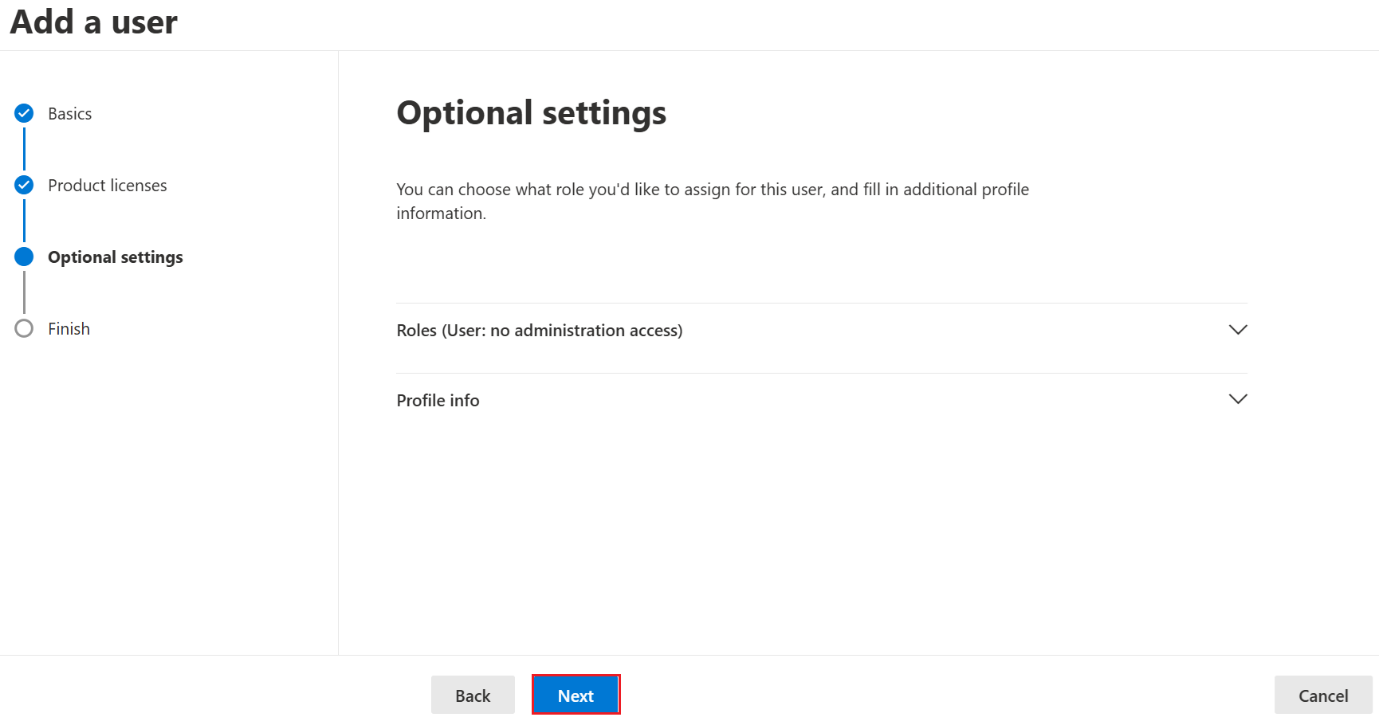 Add a user
Basics
Product licenses
Optional settings
Finish
Optional settings
You can choose what role you'd like to assign for this user, and fill in additional profile
information.
Roles (User: no administration access)
Profile info
Back
Next
Cancel